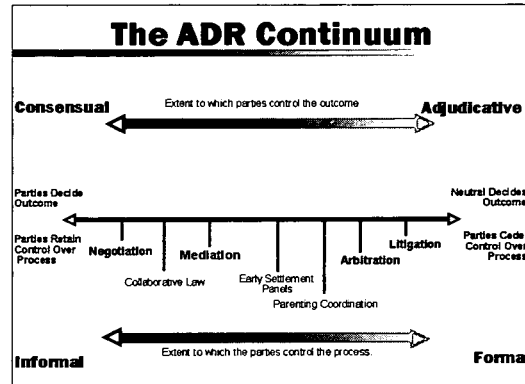 The ADR Continuum
Consensual
Extent to which parties control the outcome
Adjudicative
Parties Decide
Outcome
Neutral Decides
Outcome
Parties Retain
Control Over
Process
Negotiation
Collaborative Law
Mediation
Early Settlement
Panels
Parenting Coordination
Arbitration
Litigation
Parties Cede
Control Over
Process
Informal
Extent to which the parties control the process.
Forma